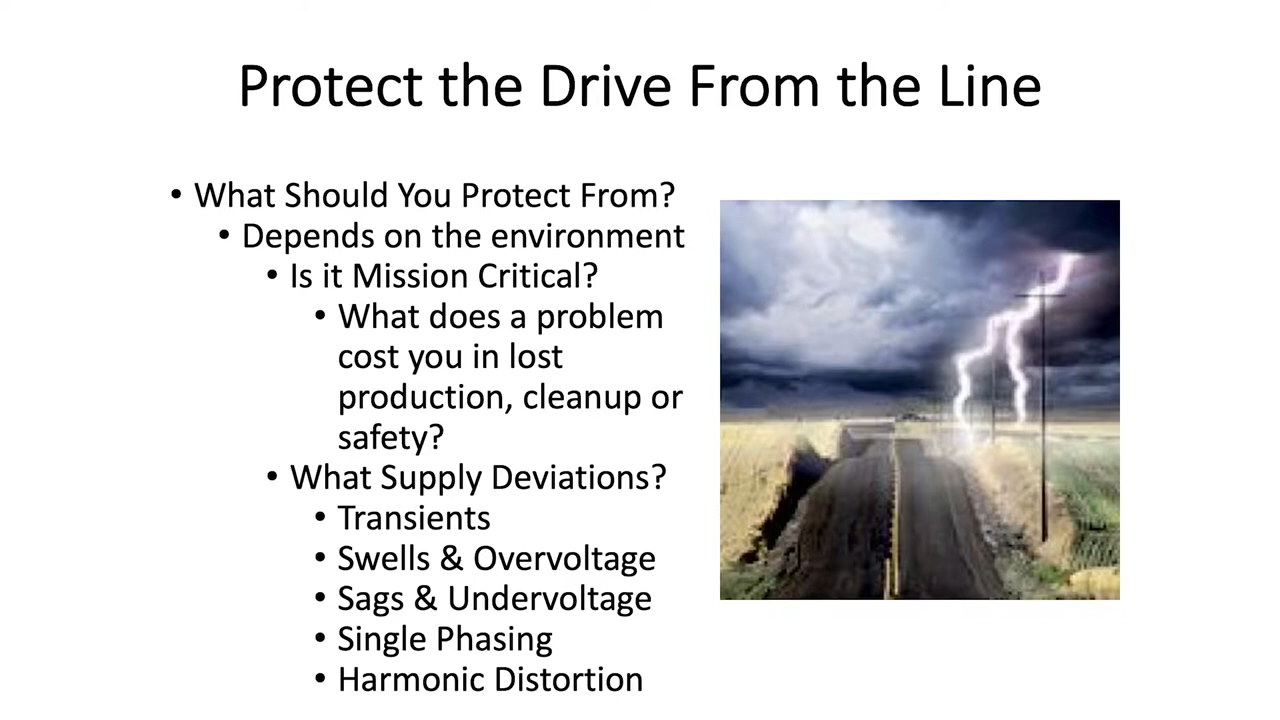 Protect the Drive From the Line
• What Should You Protect From?
• Depends on the environment
• Is it Mission Critical?
• What does a problem
cost you in lost
production, cleanup or
safety?
• What Supply Deviations?
• Transients
• Swells & Overvoltage
• Sags & Undervoltage
• Single Phasing
• Harmonic Distortion